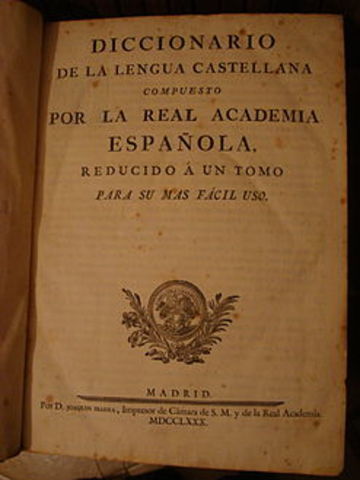 DICCIONARIO
DE LA LENGUA CASTELLANA
COMPUESTO
POR LA REAL ACADEMIA
ESPAÑOLA,
REDUCIDO Á UN TOMO
PARA SU MAS FÁCIL USO.
MADRID.
Por D. JOAQUIN IBARRA, Impresor de Cámara de S. M. y de la Real Academia.
MDCCLXXX.